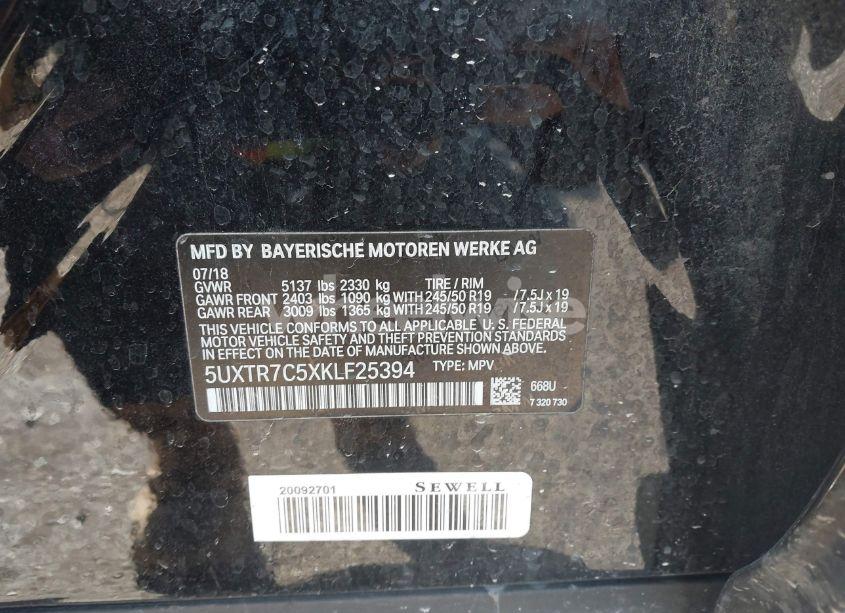 MFD BY BAYERISCHE MOTOREN WERKE AG
07/18
GVWR 5137 lbs 2330 kg TIRE / RIM
GAWR FRONT 2403 lbs 1090 kg WITH 245/50 R19 / 7.5J x 19
GAWR REAR 3009 lbs 1365 kg WITH 245/50 R19 / 7.5J x 19
THIS VEHICLE CONFORMS TO ALL APPLICABLE U. S. FEDERAL
MOTOR VEHICLE SAFETY AND THEFT PREVENTION STANDARDS
IN EFFECT ON THE DATE OF MANUFACTURE SHOWN ABOVE.
5UXTR7C5XKLF25394 TYPE: MPV
668U
7 320 730
20092701 SEWELL